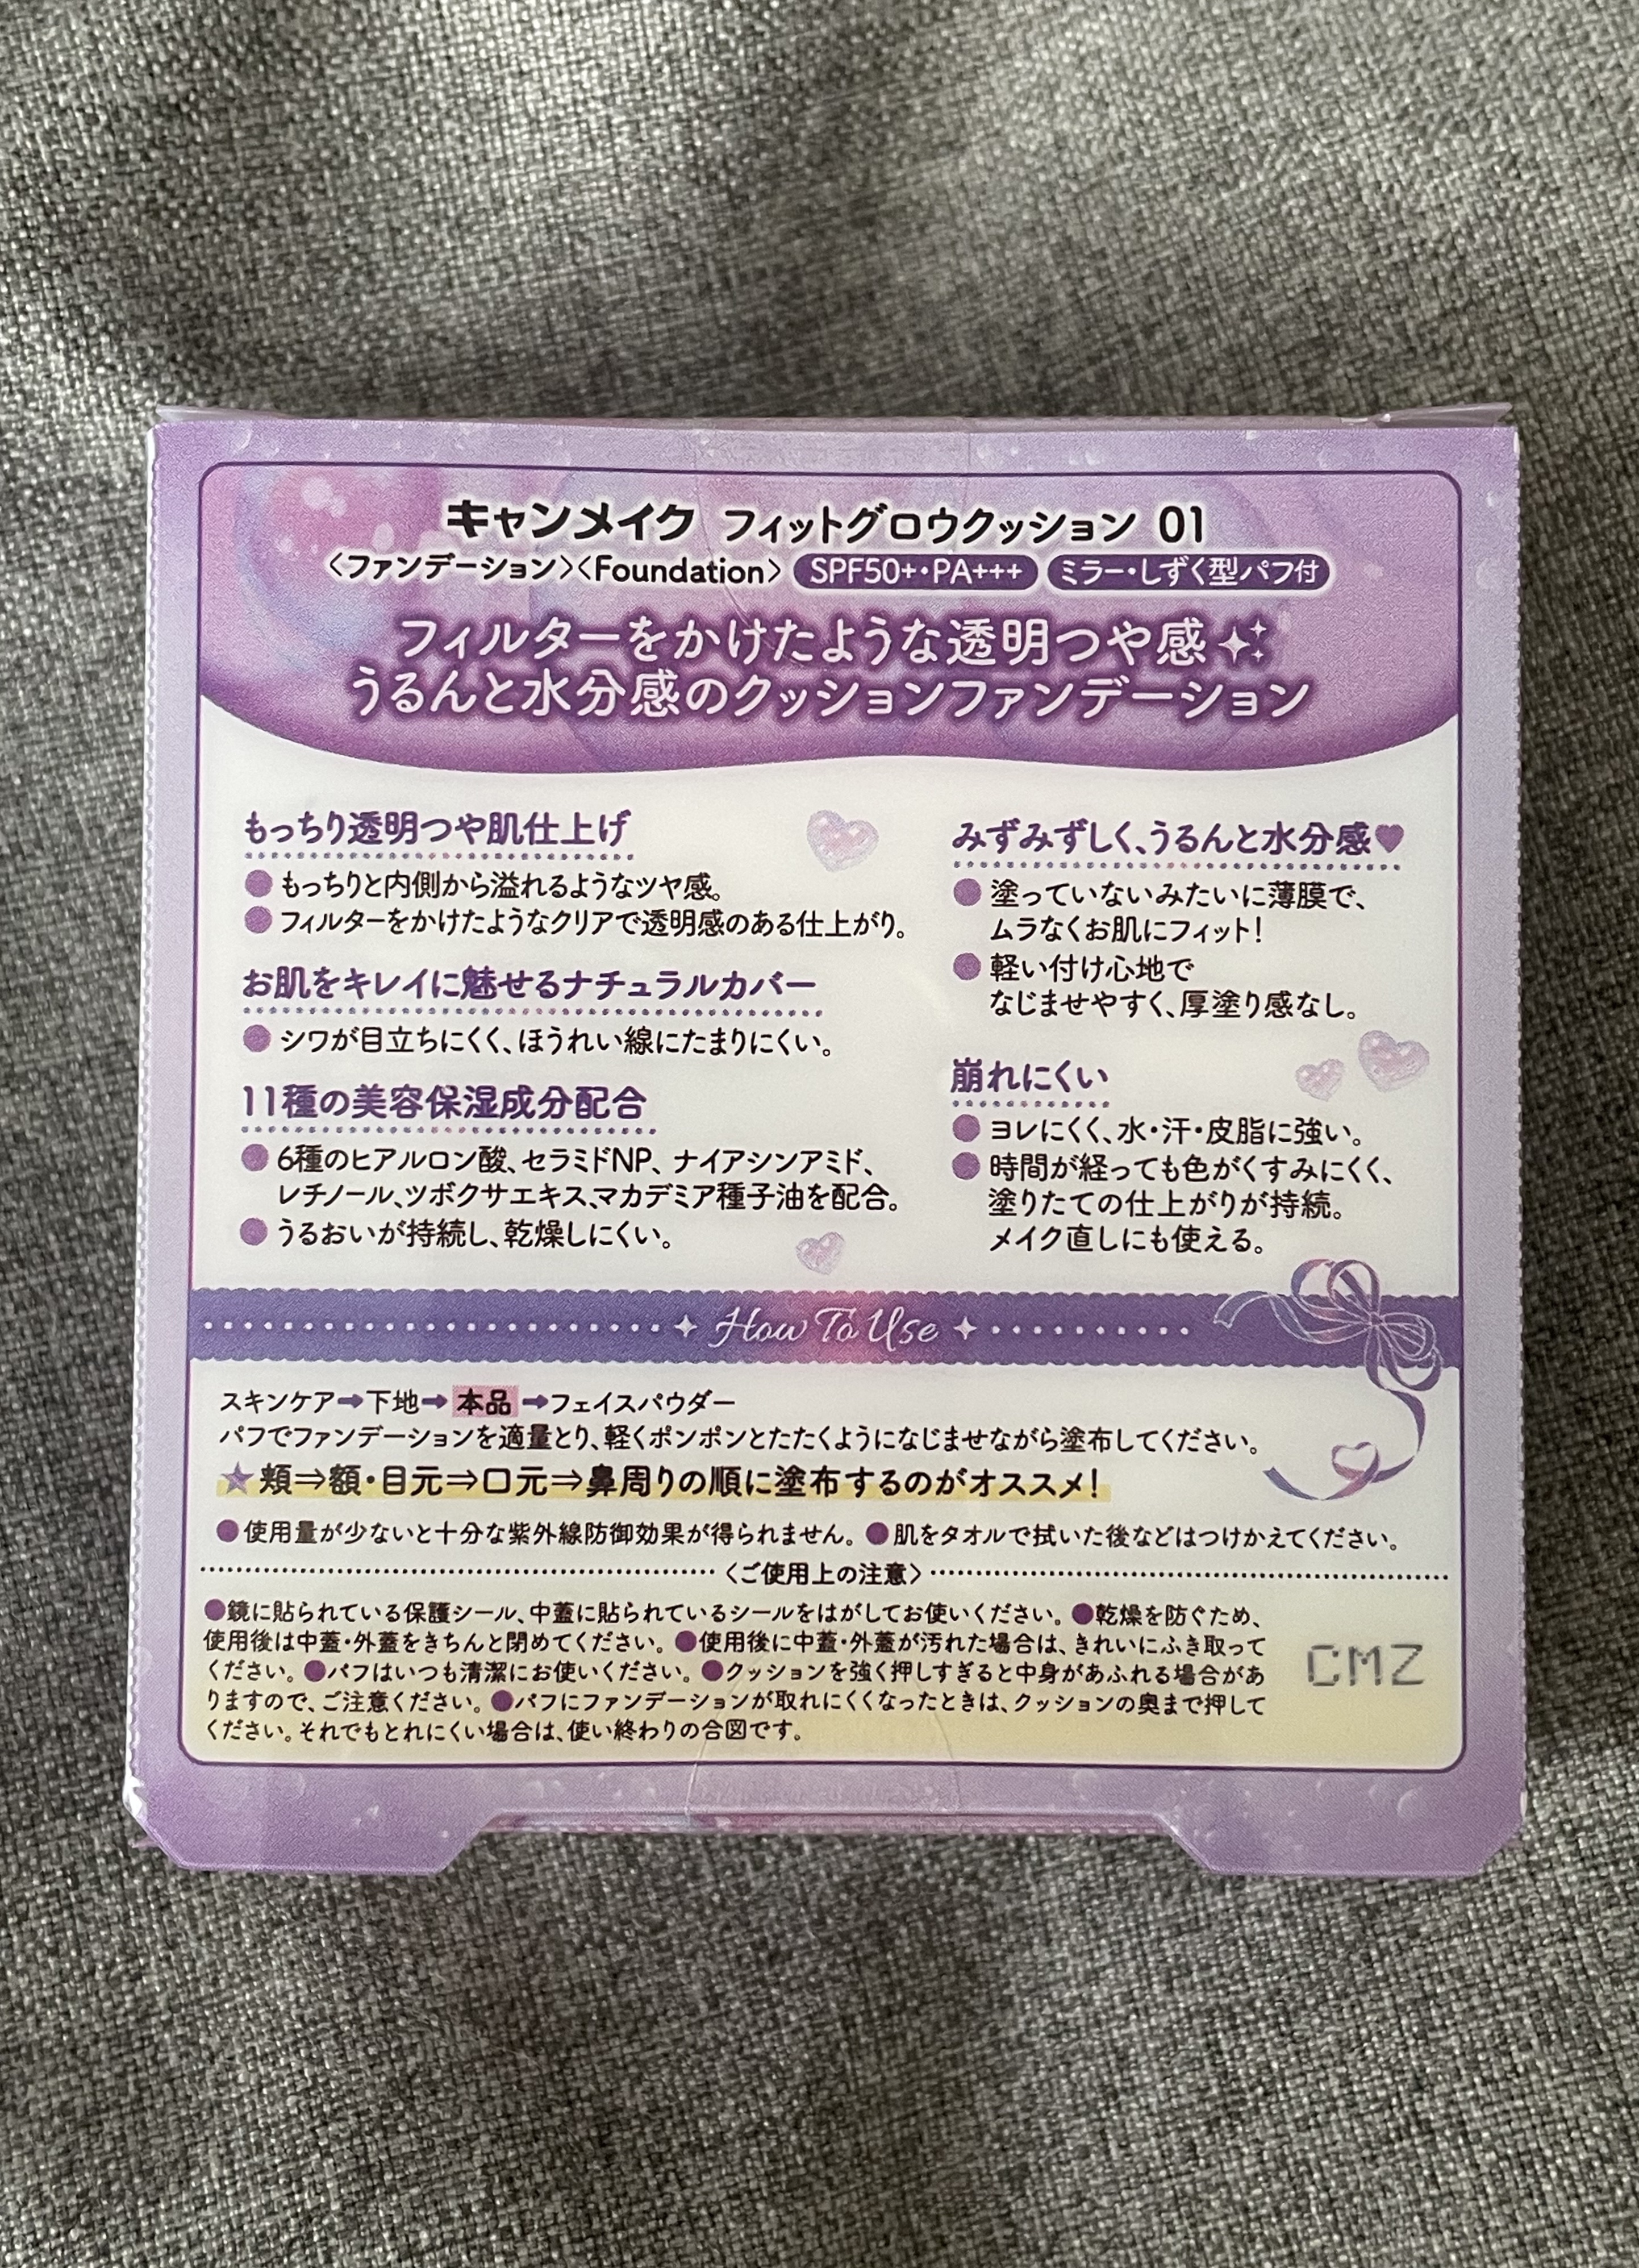 キャンメイク フィットグロウクッション 01
〈ファンデーション〉〈Foundation〉 SPF50+・PA+++ ミラー・しずく型パフ付
フィルターをかけたような透明つや感
うるんと水分感のクッションファンデーション
もっちり透明つや肌仕上げ
●もっちりと内側から溢れるようなツヤ感。
●フィルターをかけたようなクリアで透明感のある仕上がり。
お肌をキレイに魅せるナチュラルカバー
●シワが目立ちにくく、ほうれい線にたまりにくい。
11種の美容保湿成分配合
●6種のヒアルロン酸、セラミドNP、ナイアシンアミド、
レチノール、ツボクサエキス、マカデミア種子油を配合。
●うるおいが持続し、乾燥しにくい。
みずみずしく、うるんと水分感♥
●塗っていないみたいに薄膜で、
ムラなくお肌にフィット！
●軽い付け心地で
なじませやすく、厚塗り感なし。
崩れにくい
●ヨレにくく、水・汗・皮脂に強い。
●時間が経っても色がくすみにくく、
塗りたての仕上がりが持続。
メイク直しにも使える。
How To Use
スキンケア➡下地➡本品➡フェイスパウダー
パフでファンデーションを適量とり、軽くポンポンとたたくようになじませながら塗布してください。
★頬⇒額・目元⇒口元⇒鼻周りの順に塗布するのがオススメ！
●使用量が少ないと十分な紫外線防御効果が得られません。●肌をタオルで拭いた後などはつけかえてください。
〈ご使用上の注意〉
●鏡に貼られている保護シール、中蓋に貼られているシールをはがしてお使いください。●乾燥を防ぐため、
使用後は中蓋・外蓋をきちんと閉めてください。●使用後に中蓋・外蓋が汚れた場合は、きれいにふき取って
ください。●パフはいつも清潔にお使いください。●クッションを強く押しすぎると中身があふれる場合があ
りますので、ご注意ください。●パフにファンデーションが取れにくくなったときは、クッションの奥まで押して
ください。それでもとれにくい場合は、使い終わりの合図です。
CMZ